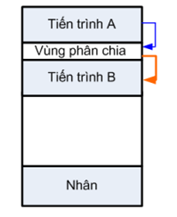 Tiến trình A
Vùng phân chia
Tiến trình B
Nhân